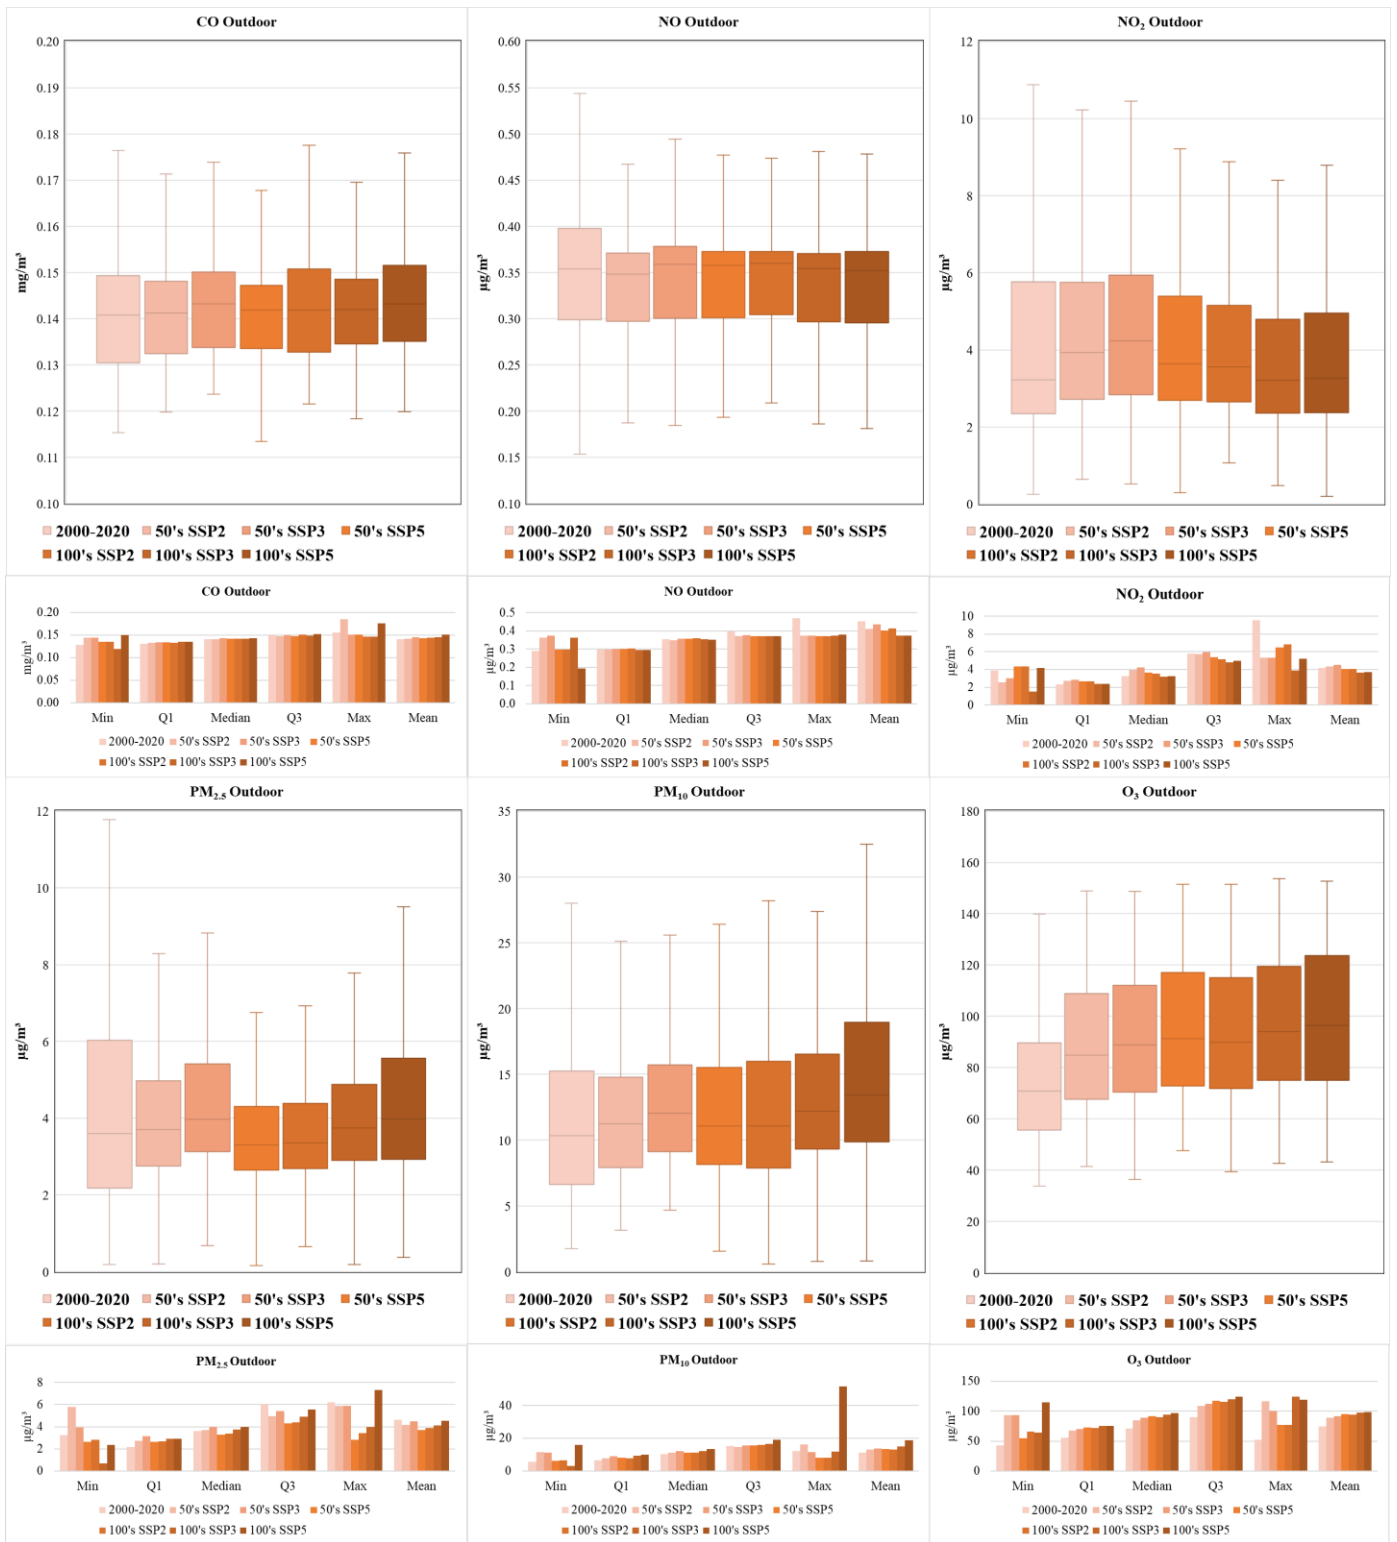 CO Outdoor
mg/m³
0.20
0.19
0.18
0.17
0.16
0.15
0.14
0.13
0.12
0.11
0.10
2000-2020 50's SSP2 50's SSP3 50's SSP5
100's SSP2 100's SSP3 100's SSP5
NO Outdoor
µg/m³
0.60
0.55
0.50
0.45
0.40
0.35
0.30
0.25
0.20
0.15
0.10
2000-2020 50's SSP2 50's SSP3 50's SSP5
100's SSP2 100's SSP3 100's SSP5
NO₂ Outdoor
µg/m³
12
10
8
6
4
2
0
2000-2020 50's SSP2 50's SSP3 50's SSP5
100's SSP2 100's SSP3 100's SSP5
CO Outdoor
mg/m³
0.20
0.15
0.10
0.05
0.00
Min Q1 Median Q3 Max Mean
2000-2020 50's SSP2 50's SSP3 50's SSP5
100's SSP2 100's SSP3 100's SSP5
NO Outdoor
µg/m³
0.5
0.4
0.3
0.2
0.1
0.0
Min Q1 Median Q3 Max Mean
2000-2020 50's SSP2 50's SSP3 50's SSP5
100's SSP2 100's SSP3 100's SSP5
NO₂ Outdoor
µg/m³
10
8
6
4
2
0
Min Q1 Median Q3 Max Mean
2000-2020 50's SSP2 50's SSP3 50's SSP5
100's SSP2 100's SSP3 100's SSP5
PM₂.₅ Outdoor
µg/m³
12
10
8
6
4
2
0
2000-2020 50's SSP2 50's SSP3 50's SSP5
100's SSP2 100's SSP3 100's SSP5
PM₁₀ Outdoor
µg/m³
35
30
25
20
15
10
5
0
2000-2020 50's SSP2 50's SSP3 50's SSP5
100's SSP2 100's SSP3 100's SSP5
O₃ Outdoor
µg/m³
180
160
140
120
100
80
60
40
20
0
2000-2020 50's SSP2 50's SSP3 50's SSP5
100's SSP2 100's SSP3 100's SSP5
PM₂.₅ Outdoor
µg/m³
8
6
4
2
0
Min Q1 Median Q3 Max Mean
2000-2020 50's SSP2 50's SSP3 50's SSP5
100's SSP2 100's SSP3 100's SSP5
PM₁₀ Outdoor
µg/m³
40
20
0
Min Q1 Median Q3 Max Mean
2000-2020 50's SSP2 50's SSP3 50's SSP5
100's SSP2 100's SSP3 100's SSP5
O₃ Outdoor
µg/m³
150
100
50
0
Min Q1 Median Q3 Max Mean
2000-2020 50's SSP2 50's SSP3 50's SSP5
100's SSP2 100's SSP3 100's SSP5